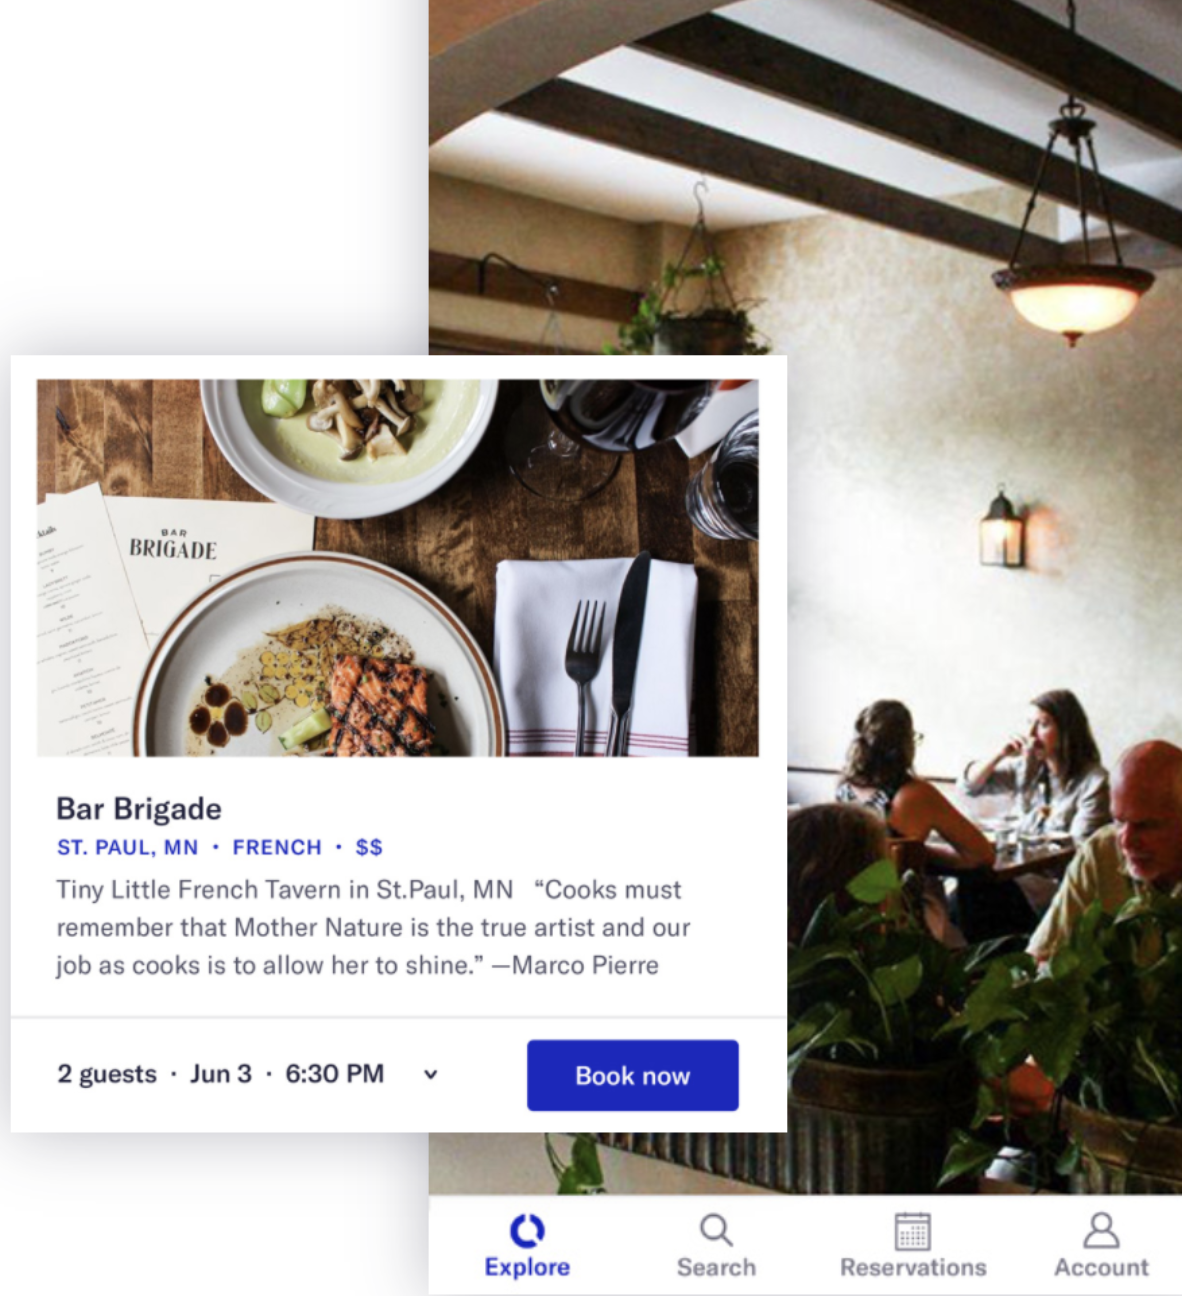 BAR
BRIGADE
Bar Brigade
ST. PAUL, MN • FRENCH • $$
Tiny Little French Tavern in St.Paul, MN “Cooks must
remember that Mother Nature is the true artist and our
job as cooks is to allow her to shine.” —Marco Pierre
2 guests · Jun 3 · 6:30 PM
Book now
Explore
Search
Reservations
Account